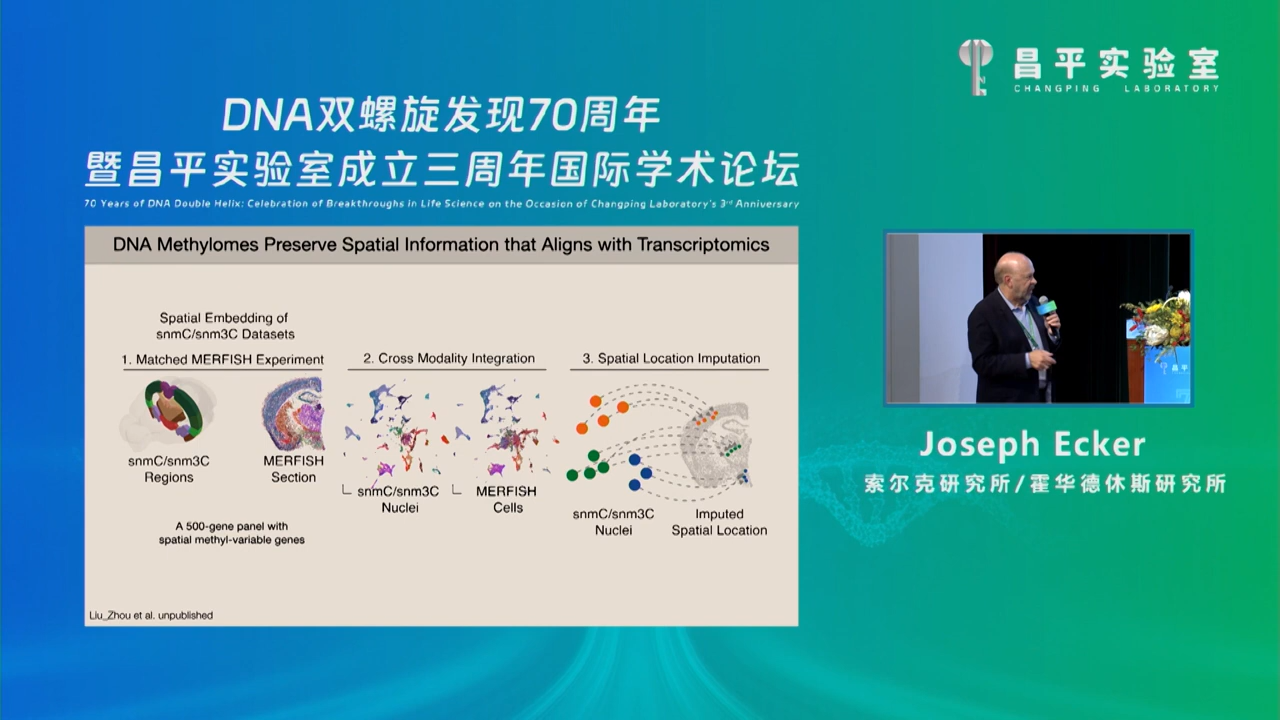 昌平实验室
CHANGPING LABORATORY
DNA双螺旋发现70周年
暨昌平实验室成立三周年国际学术论坛
70 Years of DNA Double Helix: Celebration of Breakthroughs in Life Science on the Occasion of Changping Laboratory's 3rd Anniversary
DNA Methylomes Preserve Spatial Information that Aligns with Transcriptomics
Spatial Embedding of
snmC/snm3C Datasets
1. Matched MERFISH Experiment
2. Cross Modality Integration
3. Spatial Location Imputation
snmC/snm3C
Regions
MERFISH
Section
snmC/snm3C
Nuclei
MERFISH
Cells
snmC/snm3C
Nuclei
Imputed
Spatial Location
A 500-gene panel with
spatial methyl-variable genes
Liu_Zhou et al. unpublished
Joseph Ecker
索尔克研究所/霍华德休斯研究所